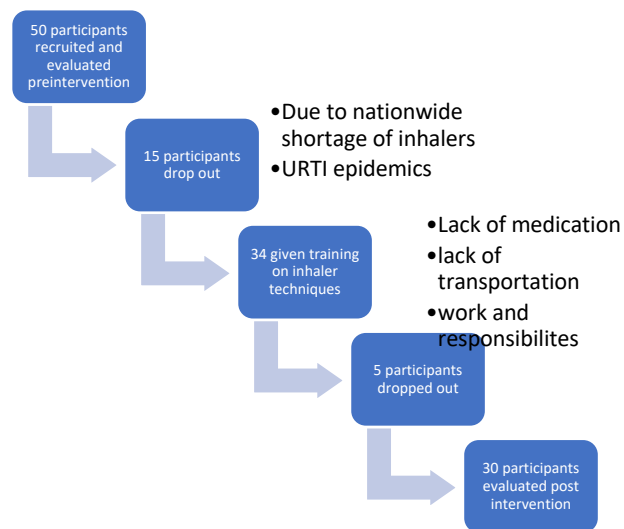 50 participants
recruited and
evaluated
preintervention
•Due to nationwide
shortage of inhalers
•URTI epidemics
15 participants
drop out
•Lack of medication
•lack of
transportation
•work and
responsibilites
34 given training
on inhaler
techniques
5 participants
dropped out
30 participants
evaluated post
intervention